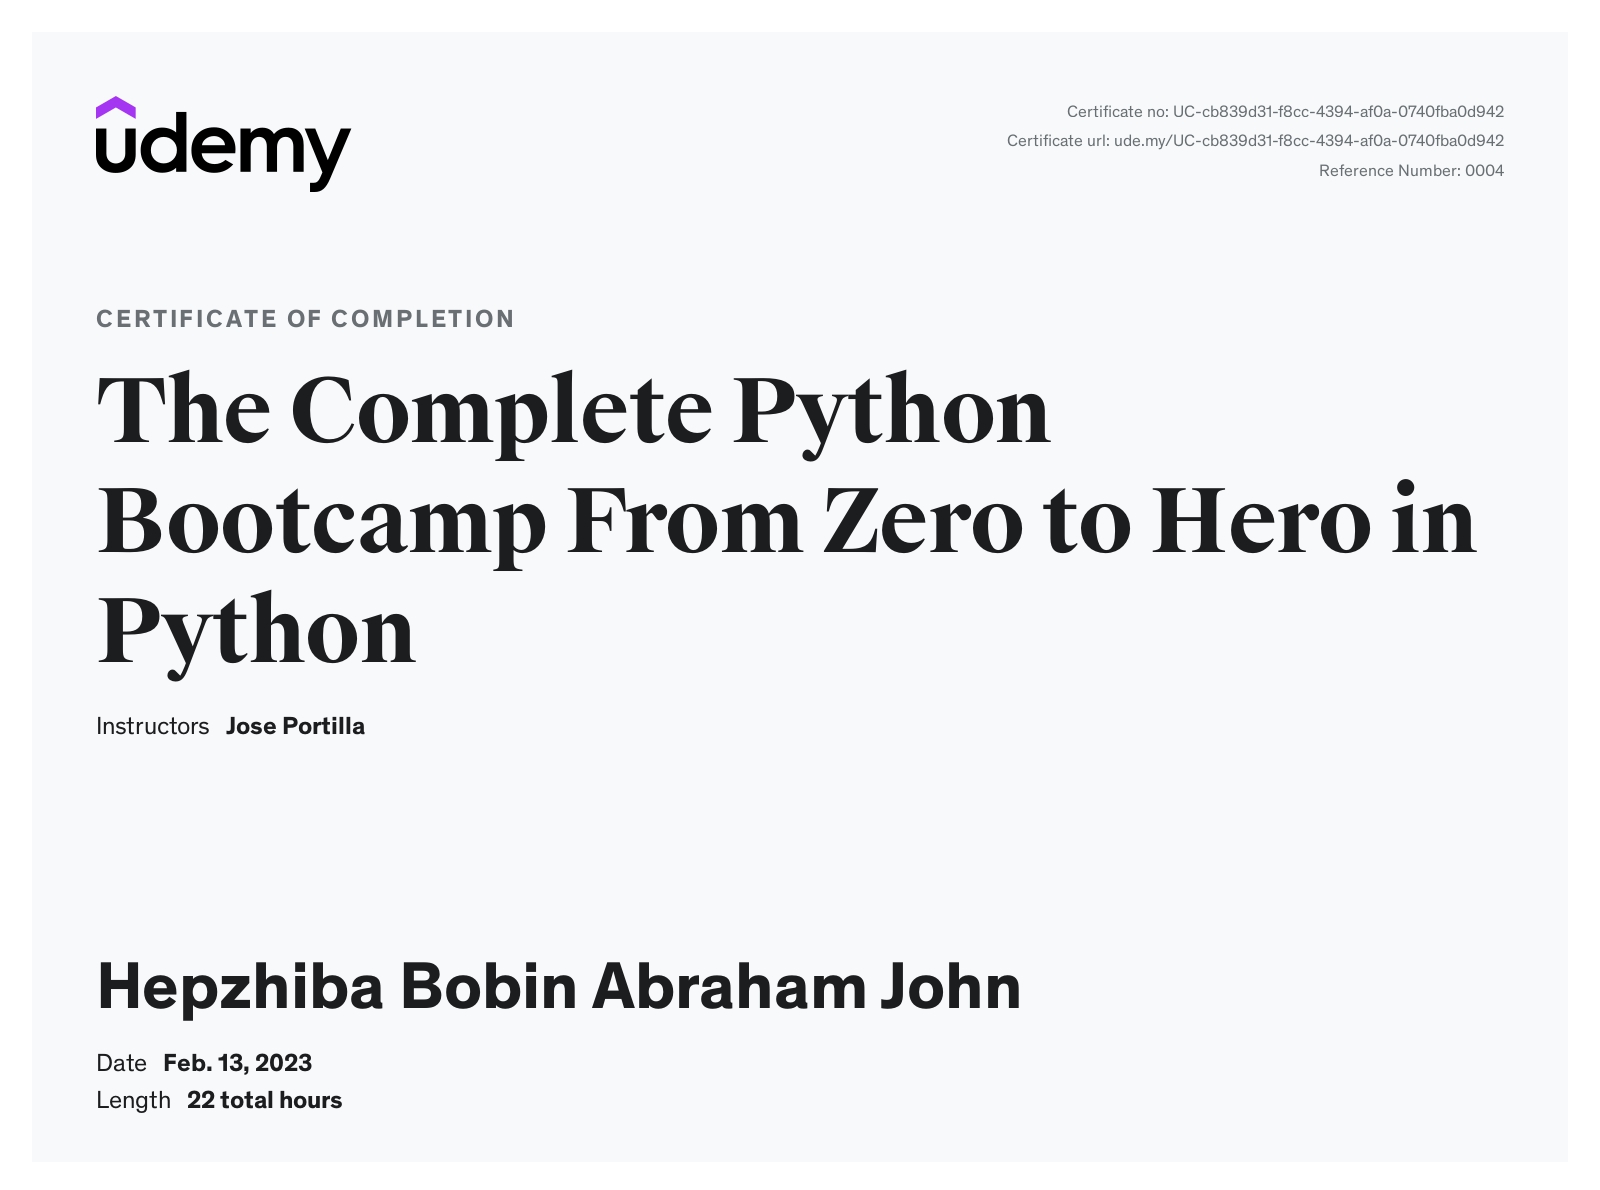 udemy
Certificate no: UC-cb839d31-f8cc-4394-af0a-0740fba0d942
Certificate url: ude.my/UC-cb839d31-f8cc-4394-af0a-0740fba0d942
Reference Number: 0004
CERTIFICATE OF COMPLETION
The Complete Python
Bootcamp From Zero to Hero in
Python
Instructors Jose Portilla
Hepzhiba Bobin Abraham John
Date Feb. 13, 2023
Length 22 total hours